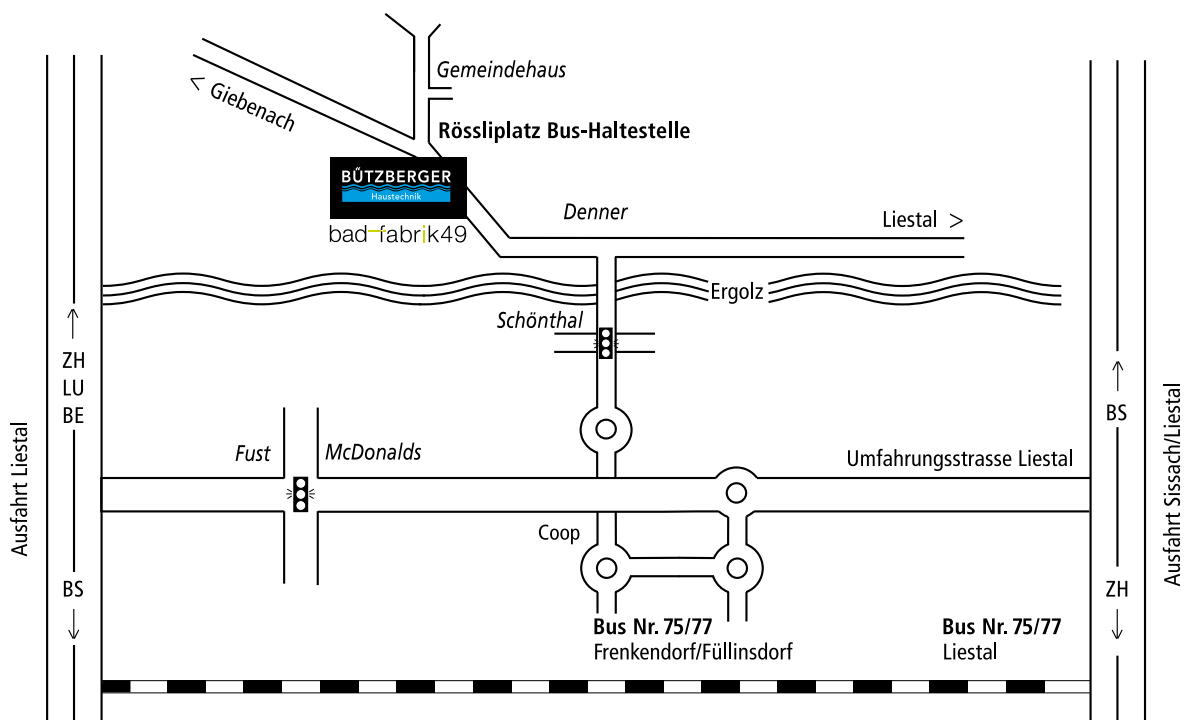 Gemeindehaus
< Giebenach
Rössliplatz Bus-Haltestelle
BŰTZBERGER
Haustechnik
bad-fabrik49
Denner
Liestal >
Ergolz
Schönthal
ZH
LU
BE
BS
Ausfahrt Liestal
Fust
McDonalds
Umfahrungsstrasse Liestal
BS
Ausfahrt Sissach/Liestal
Coop
ZH
Bus Nr. 75/77
Frenkendorf/Füllinsdorf
Bus Nr. 75/77
Liestal